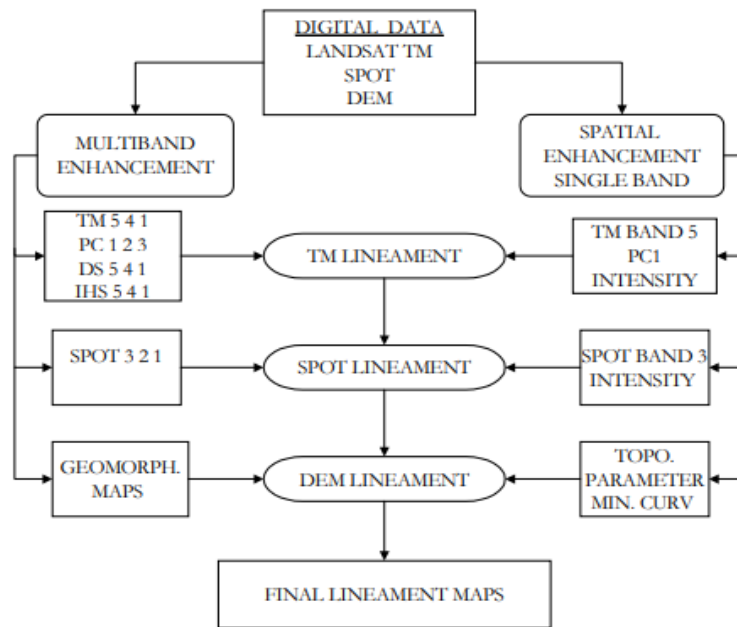 DIGITAL DATA
LANDSAT TM
SPOT
DEM
MULTIBAND
ENHANCEMENT
SPATIAL
ENHANCEMENT
SINGLE BAND
TM 5 4 1
PC 1 2 3
DS 5 4 1
IHS 5 4 1
TM LINEAMENT
TM BAND 5
PC1
INTENSITY
SPOT 3 2 1
SPOT LINEAMENT
SPOT BAND 3
INTENSITY
GEOMORPH.
MAPS
DEM LINEAMENT
TOPO.
PARAMETER
MIN. CURV
FINAL LINEAMENT MAPS